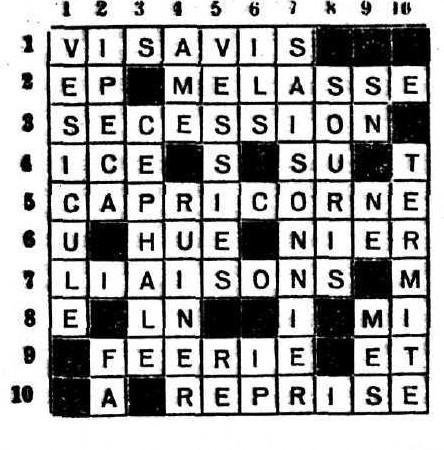 1 2 3 4 5 6 7 8 9 10
1 V I S A V I S
2 E P M E L A S S E
3 S E C E S S I O N
4 I C E S S U T
5 C A P R I C O R N E
6 U H U E N I E R
7 L I A I S O N S M
8 E L N I M I
9 F E E R I E E T
10 A R E P R I S E